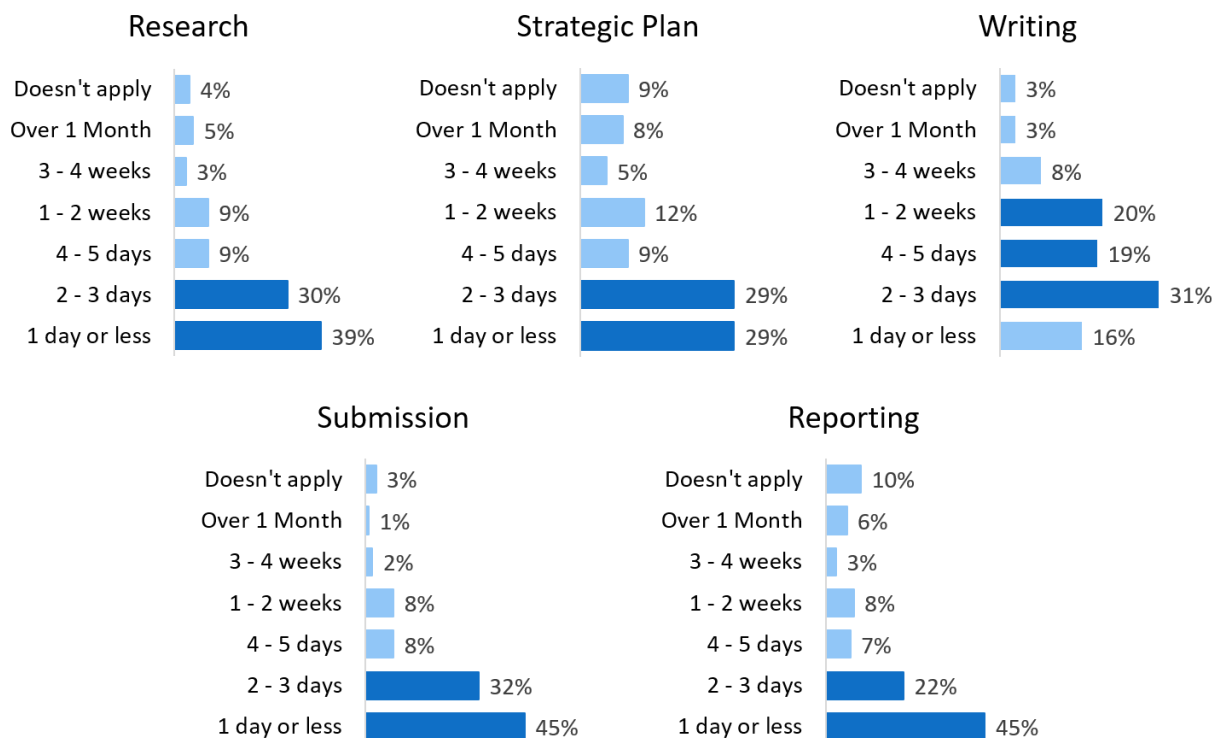 Research
Doesn't apply 4%
Over 1 Month 5%
3 - 4 weeks 3%
1 - 2 weeks 9%
4 - 5 days 9%
2 - 3 days 30%
1 day or less 39%
Strategic Plan
Doesn't apply 9%
Over 1 Month 8%
3 - 4 weeks 5%
1 - 2 weeks 12%
4 - 5 days 9%
2 - 3 days 29%
1 day or less 29%
Writing
Doesn't apply 3%
Over 1 Month 3%
3 - 4 weeks 8%
1 - 2 weeks 20%
4 - 5 days 19%
2 - 3 days 31%
1 day or less 16%
Submission
Doesn't apply 3%
Over 1 Month 1%
3 - 4 weeks 2%
1 - 2 weeks 8%
4 - 5 days 8%
2 - 3 days 32%
1 day or less 45%
Reporting
Doesn't apply 10%
Over 1 Month 6%
3 - 4 weeks 3%
1 - 2 weeks 8%
4 - 5 days 7%
2 - 3 days 22%
1 day or less 45%